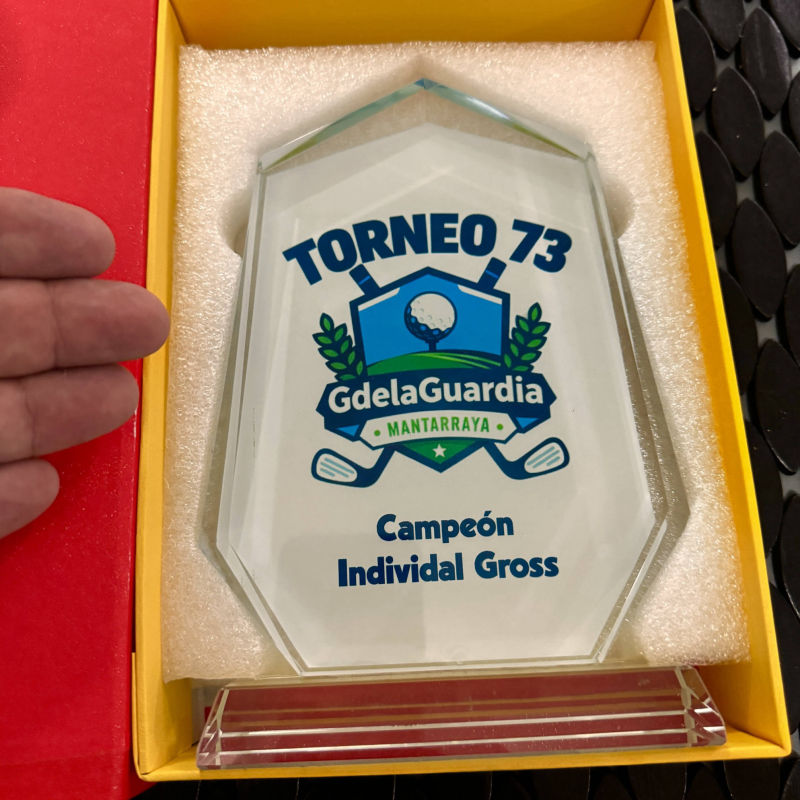 TORNEO 73
GdelaGuardia
MANTARRAYA
Campeón
Individal Gross